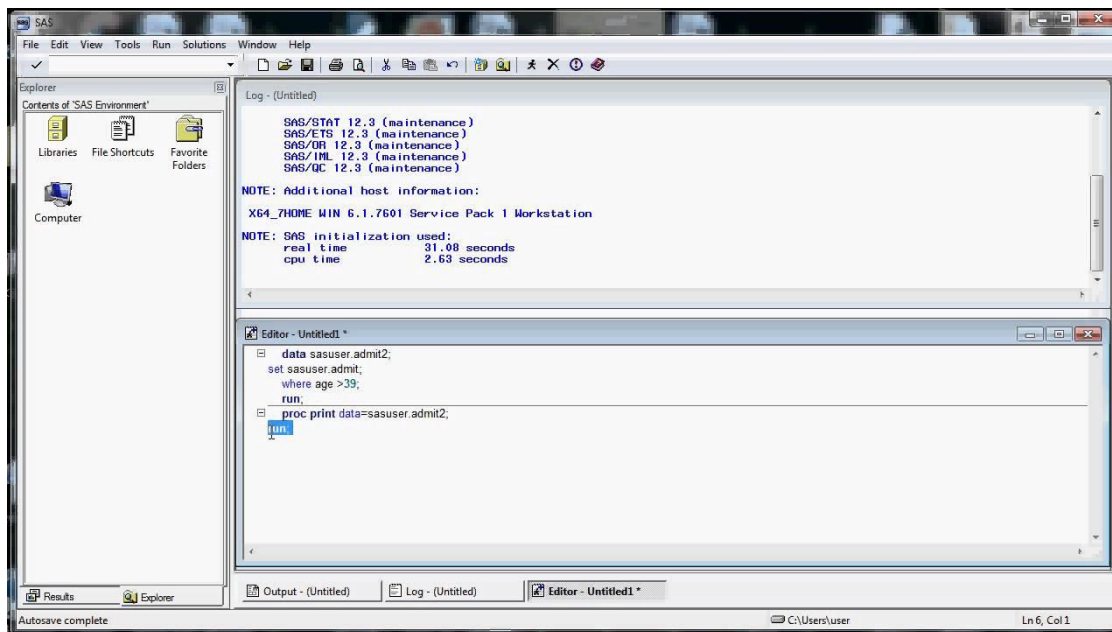 SAS
File Edit View Tools Run Solutions Window Help
Explorer
Contents of 'SAS Environment'
Libraries File Shortcuts Favorite Folders
Computer
Log - (Untitled)
SAS/STAT 12.3 (maintenance)
SAS/ETS 12.3 (maintenance)
SAS/OR 12.3 (maintenance)
SAS/IML 12.3 (maintenance)
SAS/QC 12.3 (maintenance)
NOTE: Additional host information:
X64_7HOME WIN 6.1.7601 Service Pack 1 Workstation
NOTE: SAS initialization used:
real time 31.08 seconds
cpu time 2.63 seconds
Editor - Untitled1 *
data sasuser.admit2;
set sasuser.admit;
where age >39;
run;
proc print data=sasuser.admit2;
run;
Results Explorer
Output - (Untitled) Log - (Untitled) Editor - Untitled1 *
Autosave complete C:\Users\user Ln 6, Col 1